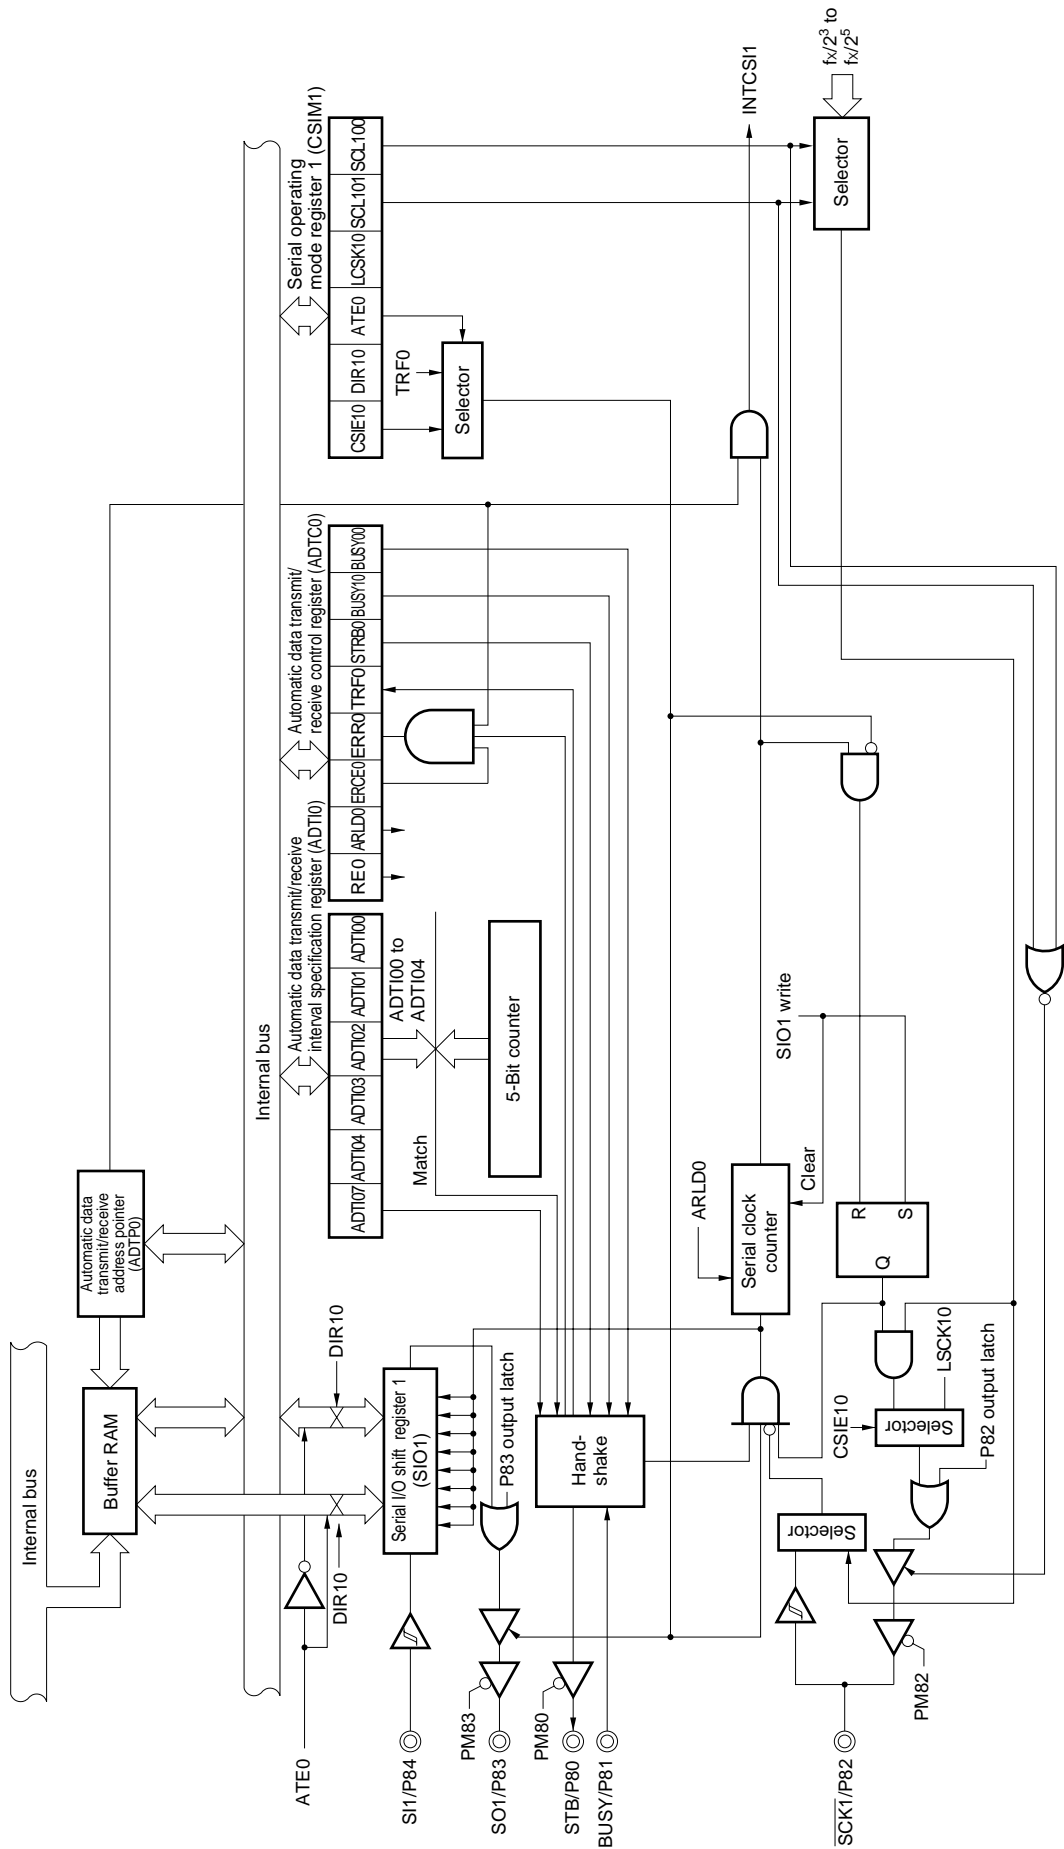 Internal bus
Buffer RAM
Automatic data
transmit/receive
address pointer
(ADTP0)
Internal bus
ATE0
DIR10
DIR10
Serial I/O shift register 1
(SIO1)
Automatic data transmit/receive
interval specification register (ADTI0)
ADTI07
ADTI04
ADTI03
ADTI02
ADTI01
ADTI00
Match
ADTI00 to
ADTI04
5-Bit counter
Automatic data transmit/
receive control register (ADTC0)
RE0
ARLD0
ERCE0
ERR0
TRF0
STRB0
BUSY10
BUSY00
Serial operating
mode register 1 (CSIM1)
CSIE10
DIR10
ATE0
LCSK10
SCL101
SCL100
TRF0
Selector
SI1/P84
PM83
SO1/P83
P83 output latch
PM80
STB/P80
BUSY/P81
Hand-
shake
ARLD0
Serial clock
counter
Clear
SIO1 write
INTCSI1
Selector
fx/2³ to
fx/2⁵
R
S
Q
CSIE10
LSCK10
Selector
P82 output latch
Selector
PM82
SCK1/P82